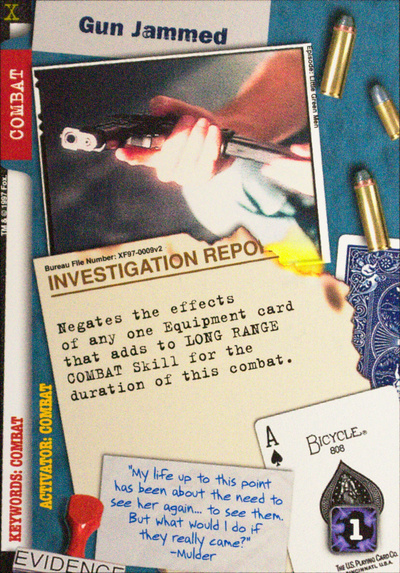 X
Gun Jammed
COMBAT
Episode: Little Green Men
TM & © 1997 Fox.
Bureau File Number: XF97-0009v2
INVESTIGATION REPO
Negates the effects
of any one Equipment card
that adds to LONG RANGE
COMBAT Skill for the
duration of this combat.
KEYWORDS: COMBAT
ACTIVATOR: COMBAT
"My life up to this point
has been about the need to
see her again... to see them.
But what would I do if
they really came?"
-Mulder
A
BICYCLE®
808
1
THE U.S. PLAYING CARD CO.
CINCINNATI, U.S.A.
EVIDENCE